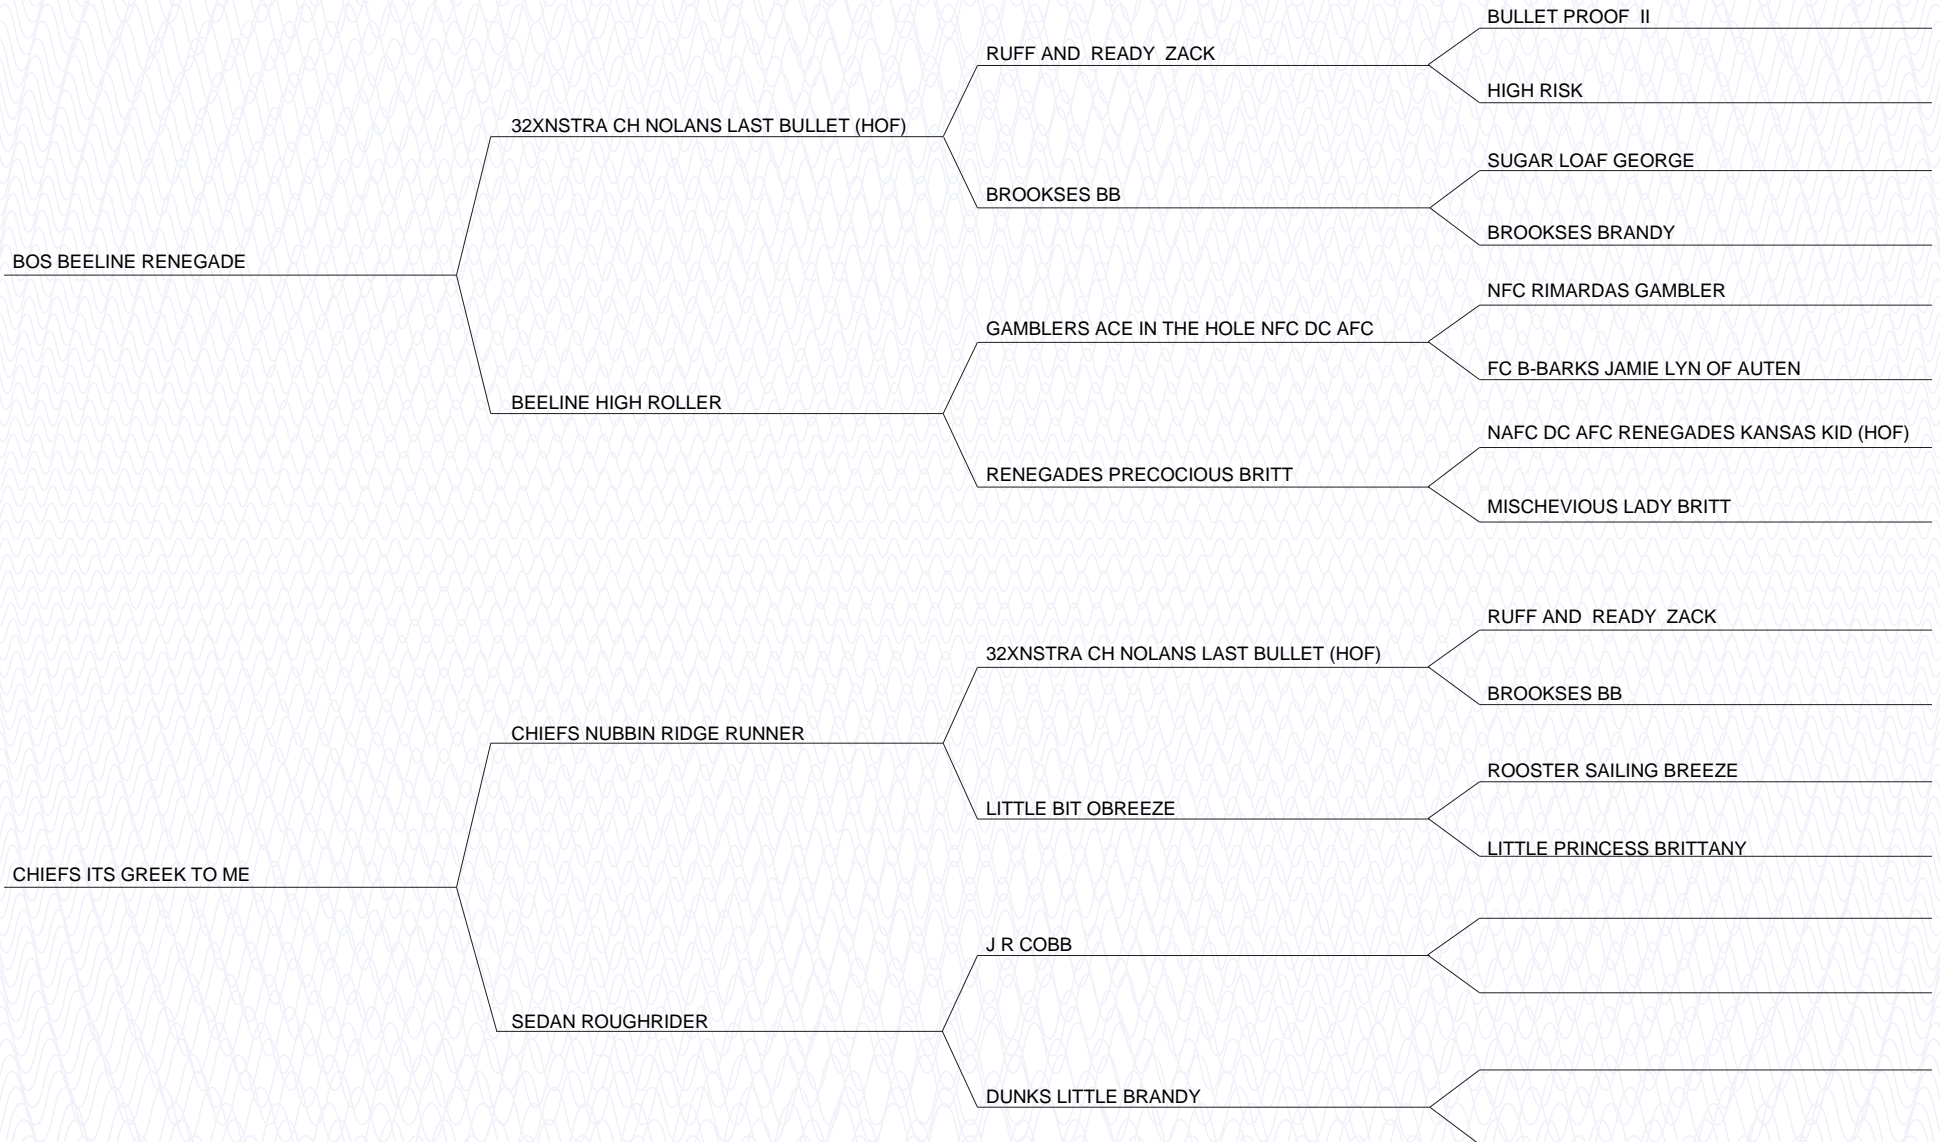 BULLET PROOF  II
RUFF AND  READY  ZACK
HIGH RISK
32XNSTRA CH NOLANS LAST BULLET (HOF)
SUGAR LOAF GEORGE
BROOKSES BB
BROOKSES BRANDY
BOS BEELINE RENEGADE
NFC RIMARDAS GAMBLER
GAMBLERS ACE IN THE HOLE NFC DC AFC
FC B-BARKS JAMIE LYN OF AUTEN
BEELINE HIGH ROLLER
NAFC DC AFC RENEGADES KANSAS KID (HOF)
RENEGADES PRECOCIOUS BRITT
MISCHEVIOUS LADY BRITT
RUFF AND  READY  ZACK
32XNSTRA CH NOLANS LAST BULLET (HOF)
BROOKSES BB
CHIEFS NUBBIN RIDGE RUNNER
ROOSTER SAILING BREEZE
LITTLE BIT OBREEZE
LITTLE PRINCESS BRITTANY
CHIEFS ITS GREEK TO ME
J R COBB
SEDAN ROUGHRIDER
DUNKS LITTLE BRANDY